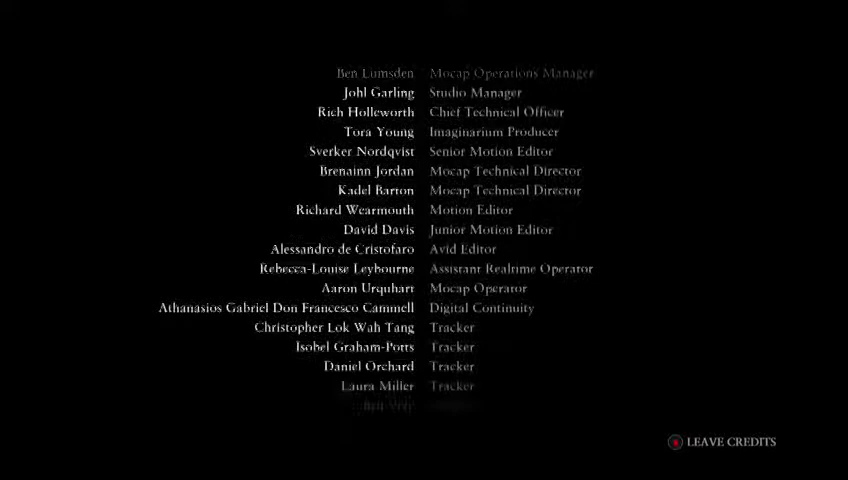 Ben Lumsden Mocap Operations Manager
Johl Garling Studio Manager
Rich Holleworth Chief Technical Officer
Tora Young Imaginarium Producer
Sverker Nordqvist Senior Motion Editor
Brenainn Jordan Mocap Technical Director
Kadel Barton Mocap Technical Director
Richard Wearmouth Motion Editor
David Davis Junior Motion Editor
Alessandro de Cristofaro Avid Editor
Rebecca-Louise Leybourne Assistant Realtime Operator
Aaron Urquhart Mocap Operator
Athanasios Gabriel Don Francesco Cammell Digital Continuity
Christopher Lok Wah Tang Tracker
Isobel Graham-Potts Tracker
Daniel Orchard Tracker
Laura Miller Tracker
LEAVE CREDITS